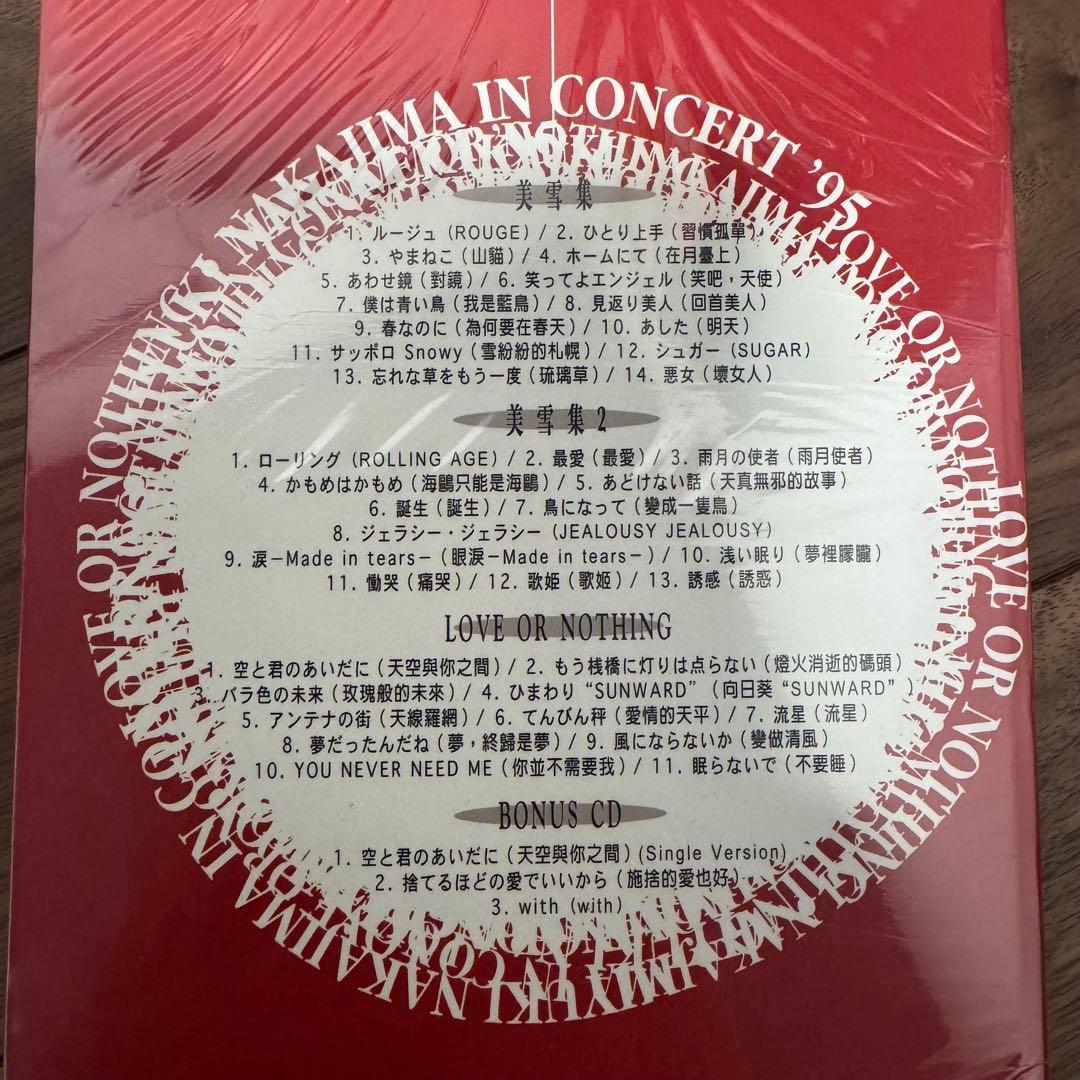 NAKAJIMA IN CONCERT '95
LOVE OR NOTHING
LOVE OR NOTHING
LOVE OR NOTHING
美雪集
1. ルージュ (ROUGE) / 2. ひとり上手 (習慣孤單)
3. やまねこ (山貓) / 4. ホームにて (在月臺上)
5. あわせ鏡 (對鏡) / 6. 笑ってよエンジェル (笑吧，天使)
7. 僕は青い鳥 (我是藍鳥) / 8. 見返り美人 (回首美人)
9. 春なのに (為何要在春天) / 10. あした (明天)
11. サッポロ Snowy (雪紛紛的札幌) / 12. シュガー (SUGAR)
13. 忘れな草をもう一度 (琉璃草) / 14. 悪女 (壞女人)
美雪集2
1. ローリング (ROLLING AGE) / 2. 最愛 (最愛) / 3. 雨月の使者 (雨月使者)
4. かもめはかもめ (海鷗只能是海鷗) / 5. あどけない話 (天真無邪的故事)
6. 誕生 (誕生) / 7. 鳥になって (變成一隻鳥)
8. ジェラシー・ジェラシー (JEALOUSY JEALOUSY)
9. 涙－Made in tears－ (眼淚－Made in tears－) / 10. 浅い眠り (夢裡朦朧)
11. 慟哭 (痛哭) / 12. 歌姫 (歌姬) / 13. 誘感 (誘惑)
LOVE OR NOTHING
1. 空と君のあいだに (天空與你之間) / 2. もう桟橋に灯りは点らない (燈火消逝的碼頭)
3. バラ色の未来 (玫瑰般的未來) / 4. ひまわり “SUNWARD” (向日葵 “SUNWARD”)
5. アンテナの街 (天線羅網) / 6. てんびん秤 (愛情的天平) / 7. 流星 (流星)
8. 夢だったんだね (夢，終歸是夢) / 9. 風にならないか (變做清風)
10. YOU NEVER NEED ME (你並不需要我) / 11. 眠らないで (不要睡)
BONUS CD
1. 空と君のあいだに (天空與你之間) (Single Version)
2. 捨てるほどの愛でいいから (施捨的愛也好)
3. with (with)